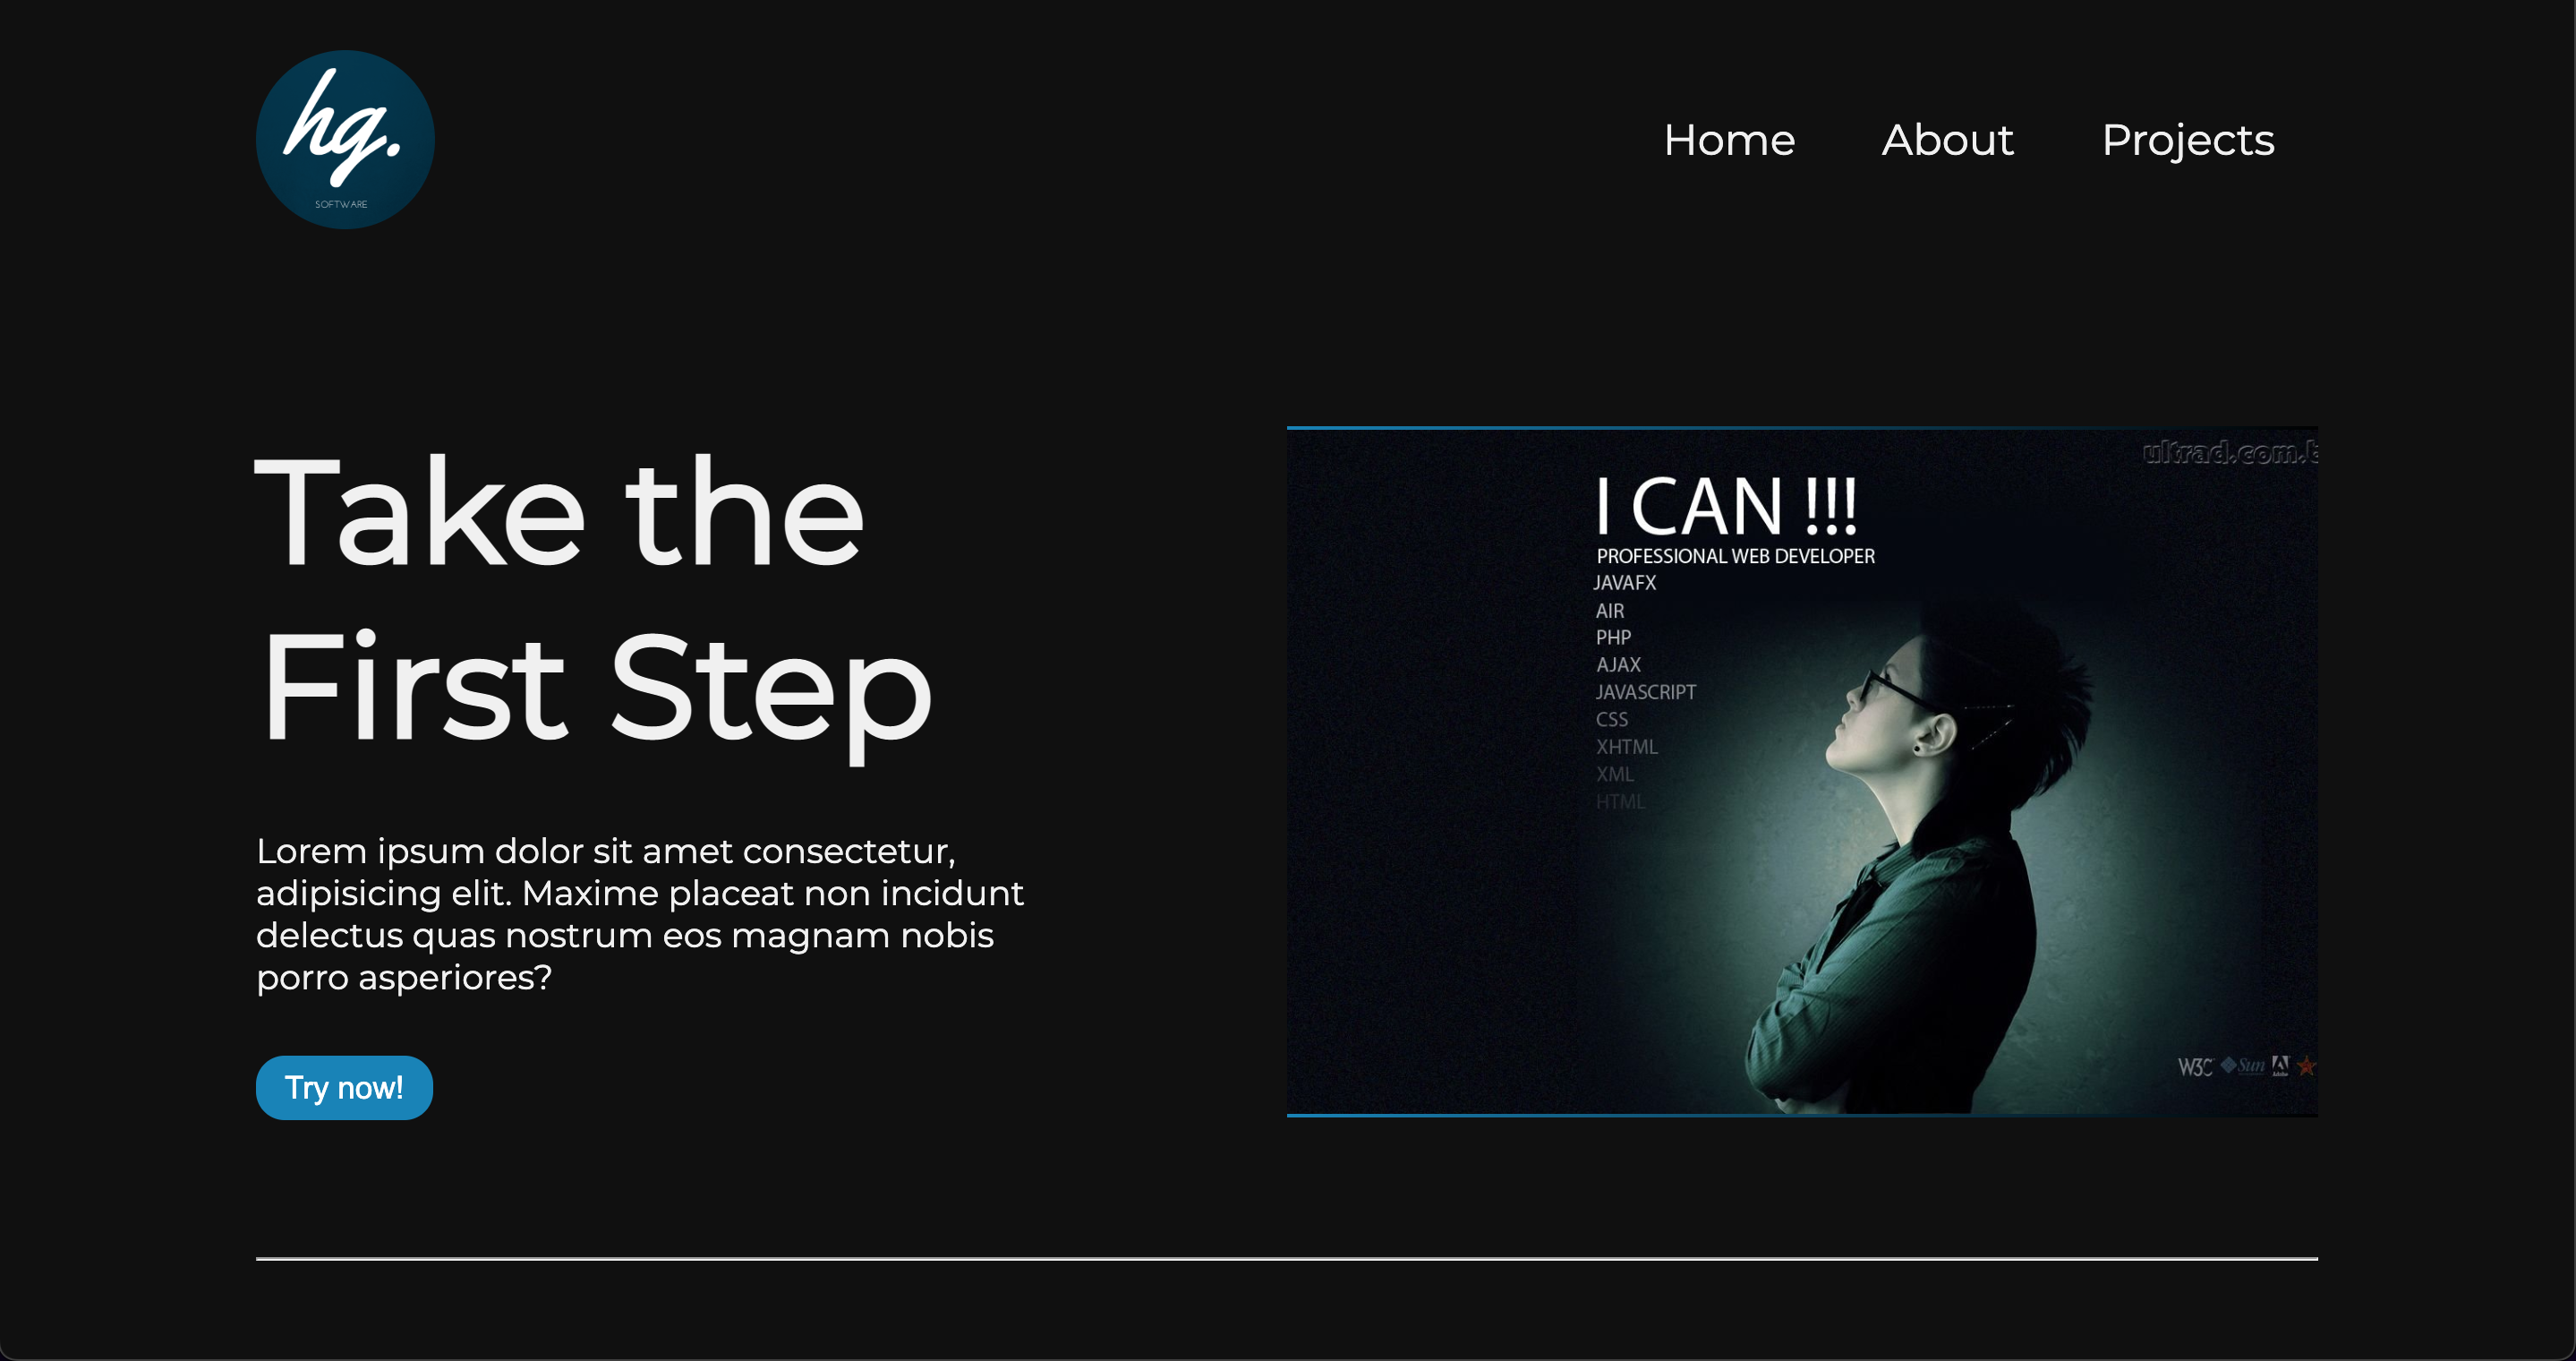 hg.
SOFTWARE
Home About Projects
Take the
First Step
Lorem ipsum dolor sit amet consectetur,
adipisicing elit. Maxime placeat non incidunt
delectus quas nostrum eos magnam nobis
porro asperiores?
Try now!
ultrad.com.b
I CAN !!!
PROFESSIONAL WEB DEVELOPER
JAVAFX
AIR
PHP
AJAX
JAVASCRIPT
CSS
XHTML
XML
HTML
W3C Sun Adobe